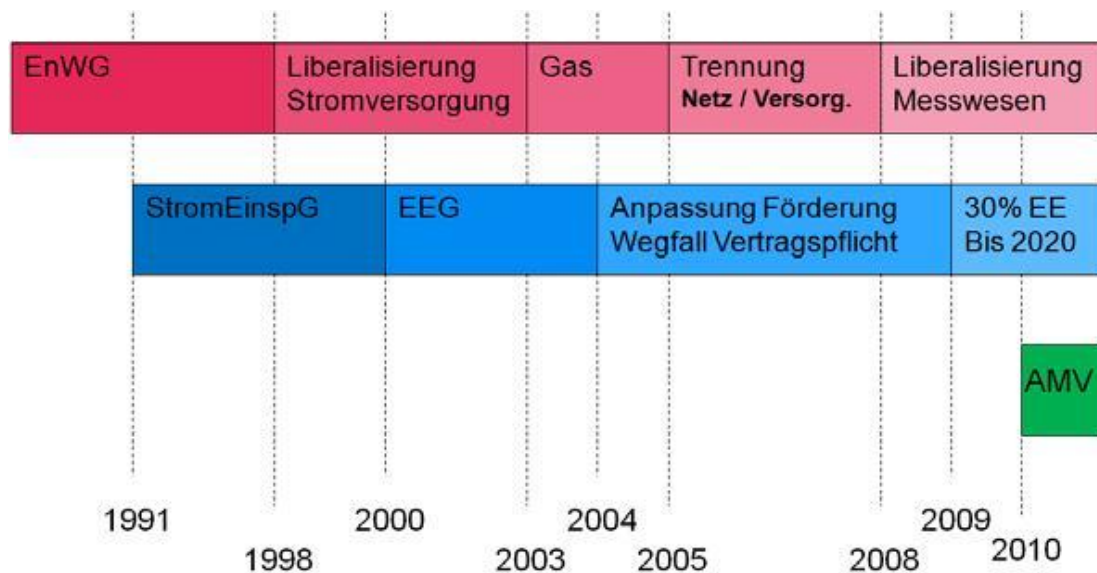 EnWG
Liberalisierung
Stromversorgung
Gas
Trennung
Netz / Versorg.
Liberalisierung
Messwesen
StromEinspG
EEG
Anpassung Förderung
Wegfall Vertragspflicht
30% EE
Bis 2020
AMV
1991
1998
2000
2003
2004
2005
2008
2009
2010